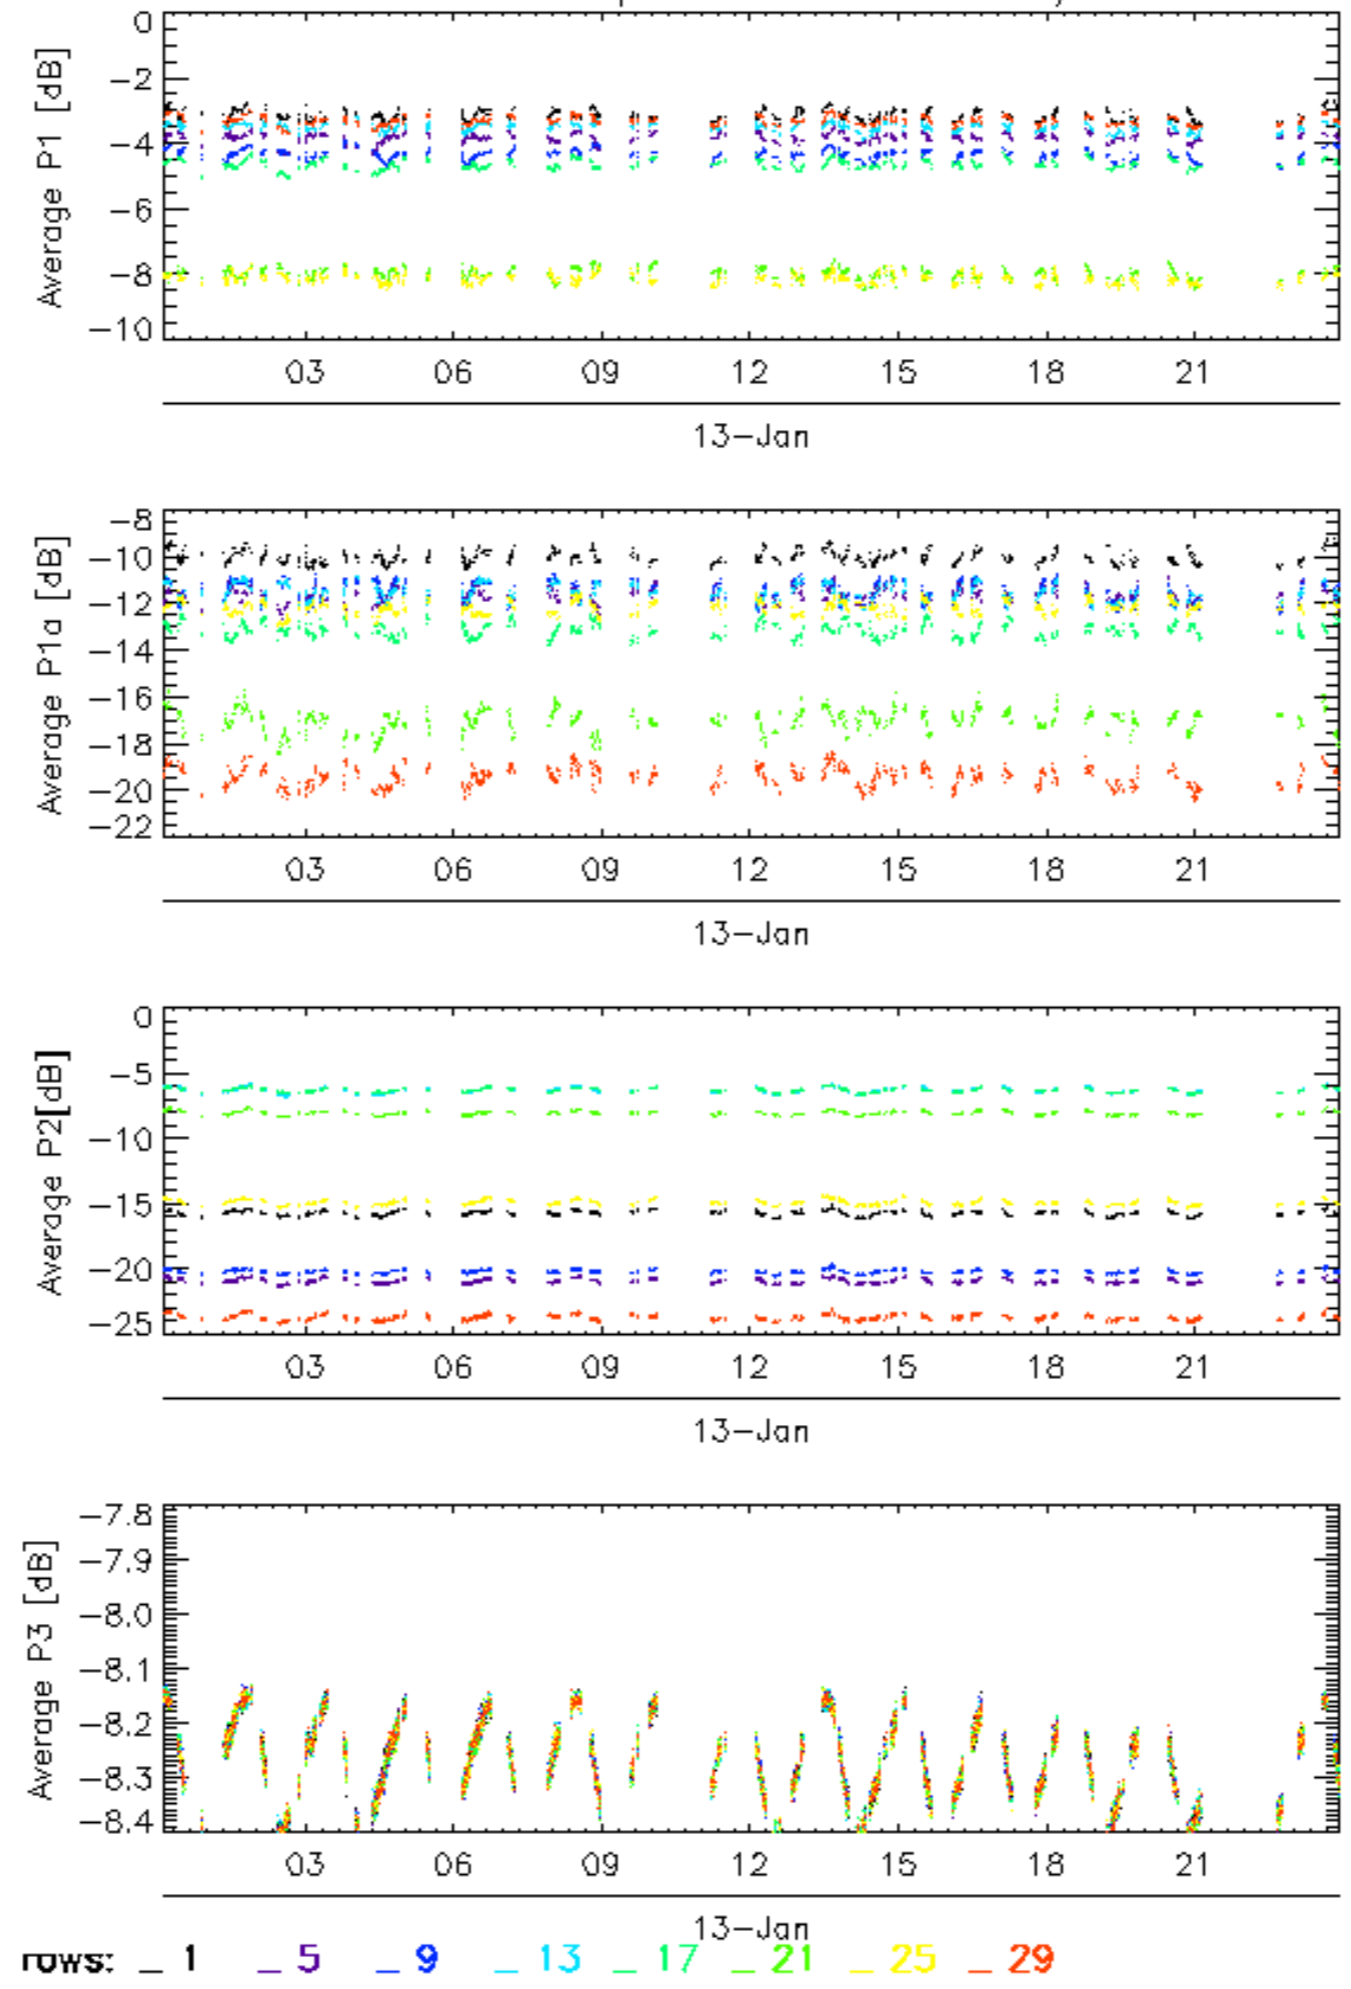 0
-2
-4
-6
-8
-10
Average P1 [dB]
03 06 09 12 15 18 21
13-Jan
-8
-10
-12
-14
-16
-18
-20
-22
Average P1a [dB]
03 06 09 12 15 18 21
13-Jan
0
-5
-10
-15
-20
-25
Average P2[dB]
03 06 09 12 15 18 21
13-Jan
-7.8
-7.9
-8.0
-8.1
-8.2
-8.3
-8.4
Average P3 [dB]
03 06 09 12 15 18 21
13-Jan
rows: _ 1 _ 5 _ 9 _ 13 _ 17 _ 21 _ 25 _ 29